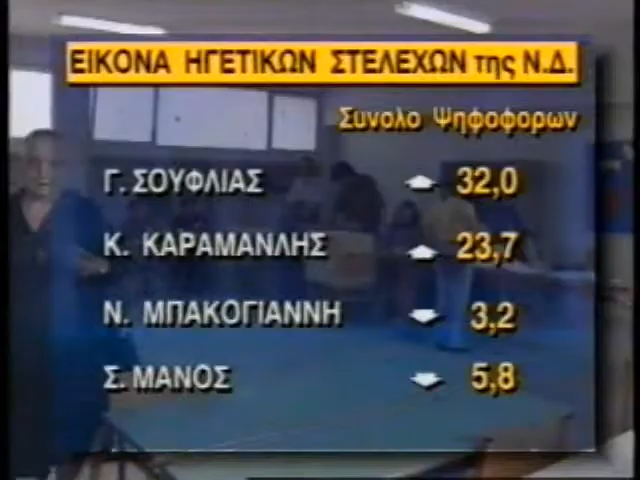 ΕΙΚΟΝΑ ΗΓΕΤΙΚΩΝ ΣΤΕΛΕΧΩΝ της Ν.Δ.
Συνολο Ψηφοφορων
Γ. ΣΟΥΦΛΙΑΣ 32,0
Κ. ΚΑΡΑΜΑΝΛΗΣ 23,7
Ν. ΜΠΑΚΟΓΙΑΝΝΗ 3,2
Σ. ΜΑΝΟΣ 5,8